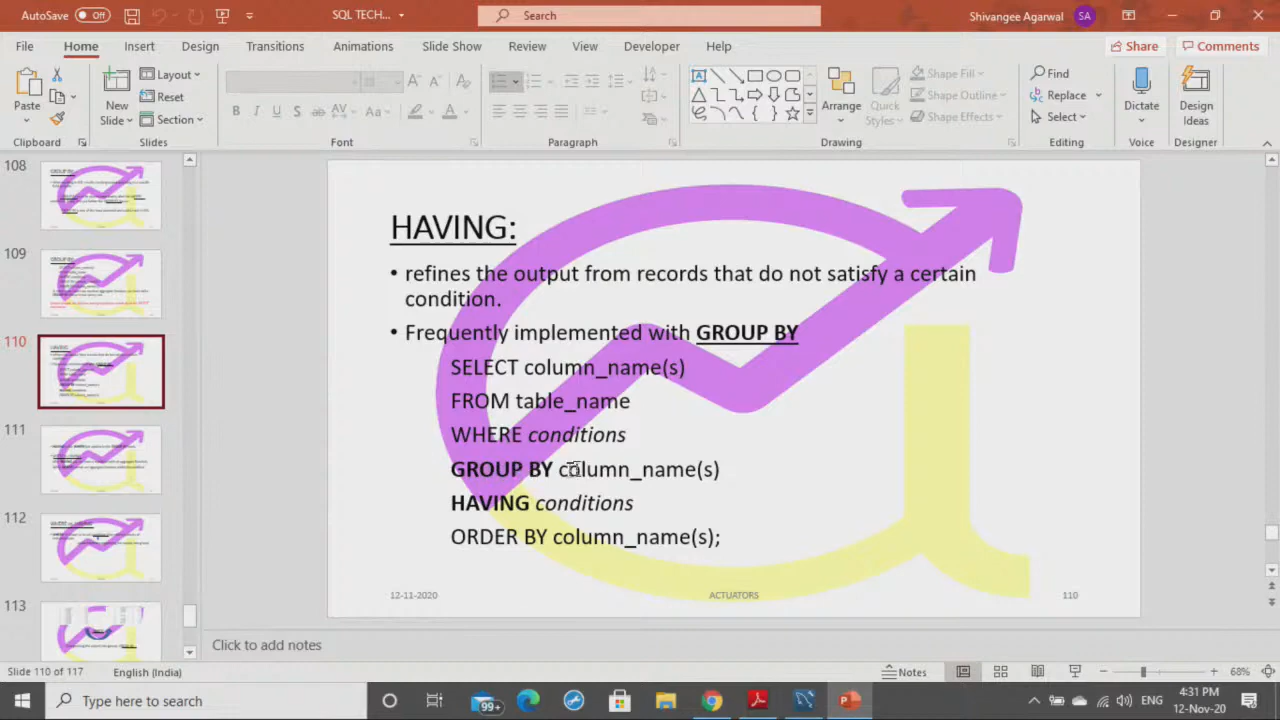 AutoSave Off SQL TECH... Search Shivangee Agarwal SA
File Home Insert Design Transitions Animations Slide Show Review View Developer Help Share Comments
Paste New Slide Layout Reset Section
B I U S ab AV Aa A
Arrange Quick Styles Shape Fill Shape Outline Shape Effects
Find Replace Select Dictate Design Ideas
Clipboard Slides Font Paragraph Drawing Editing Voice Designer
108
109
110
111
112
113
HAVING:
• refines the output from records that do not satisfy a certain
condition.
• Frequently implemented with GROUP BY
SELECT column_name(s)
FROM table_name
WHERE conditions
GROUP BY column_name(s)
HAVING conditions
ORDER BY column_name(s);
12-11-2020 ACTUATORS 110
Click to add notes
Slide 110 of 117 English (India) Notes 68%
Type here to search 99+ ENG 4:31 PM
12-Nov-20